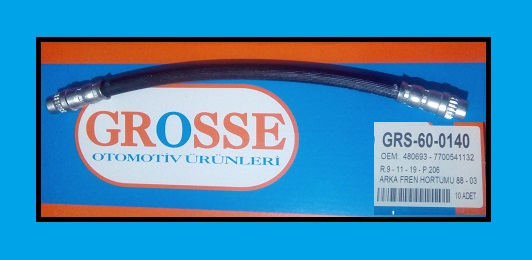 GROSSE
OTOMOTİV ÜRÜNLERİ
GRS-60-0140
OEM: 480693 - 7700541132
R.9 - 11 - 19 - P.206
ARKA FREN HORTUMU 88 - 03
10 ADET